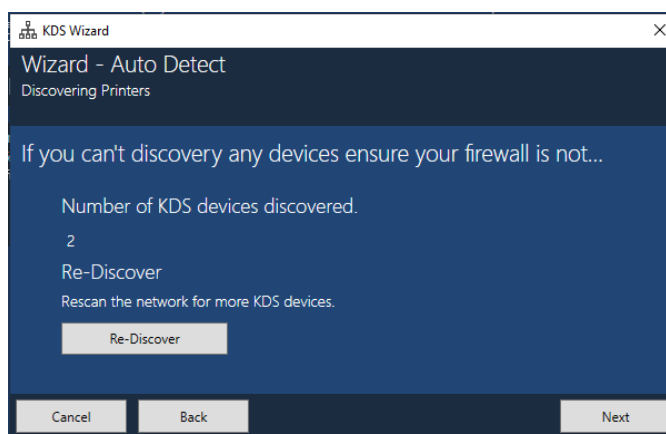 KDS Wizard
Wizard - Auto Detect
Discovering Printers
If you can't discovery any devices ensure your firewall is not...
Number of KDS devices discovered.
2
Re-Discover
Rescan the network for more KDS devices.
Re-Discover
Cancel Back Next